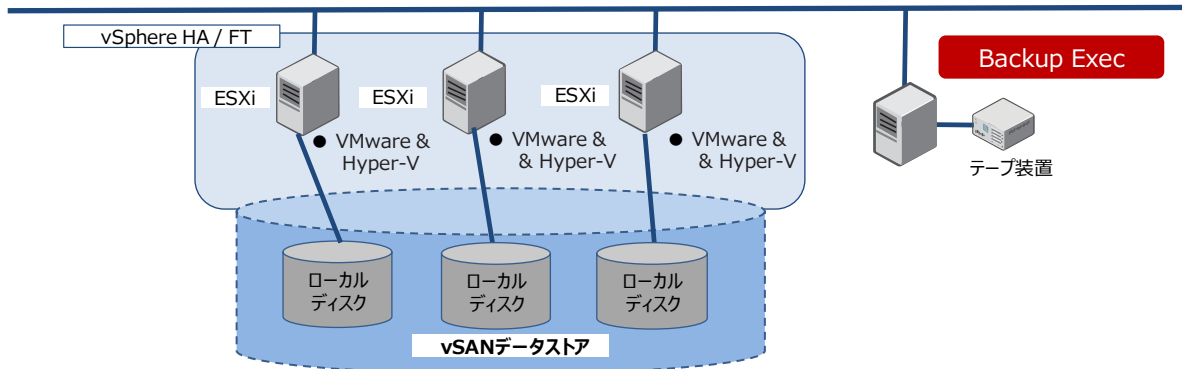 vSphere HA / FT
Backup Exec
ESXi
ESXi
ESXi
● VMware &
Hyper-V
● VMware &
& Hyper-V
● VMware &
& Hyper-V
テープ装置
ローカル
ディスク
ローカル
ディスク
ローカル
ディスク
vSANデータストア